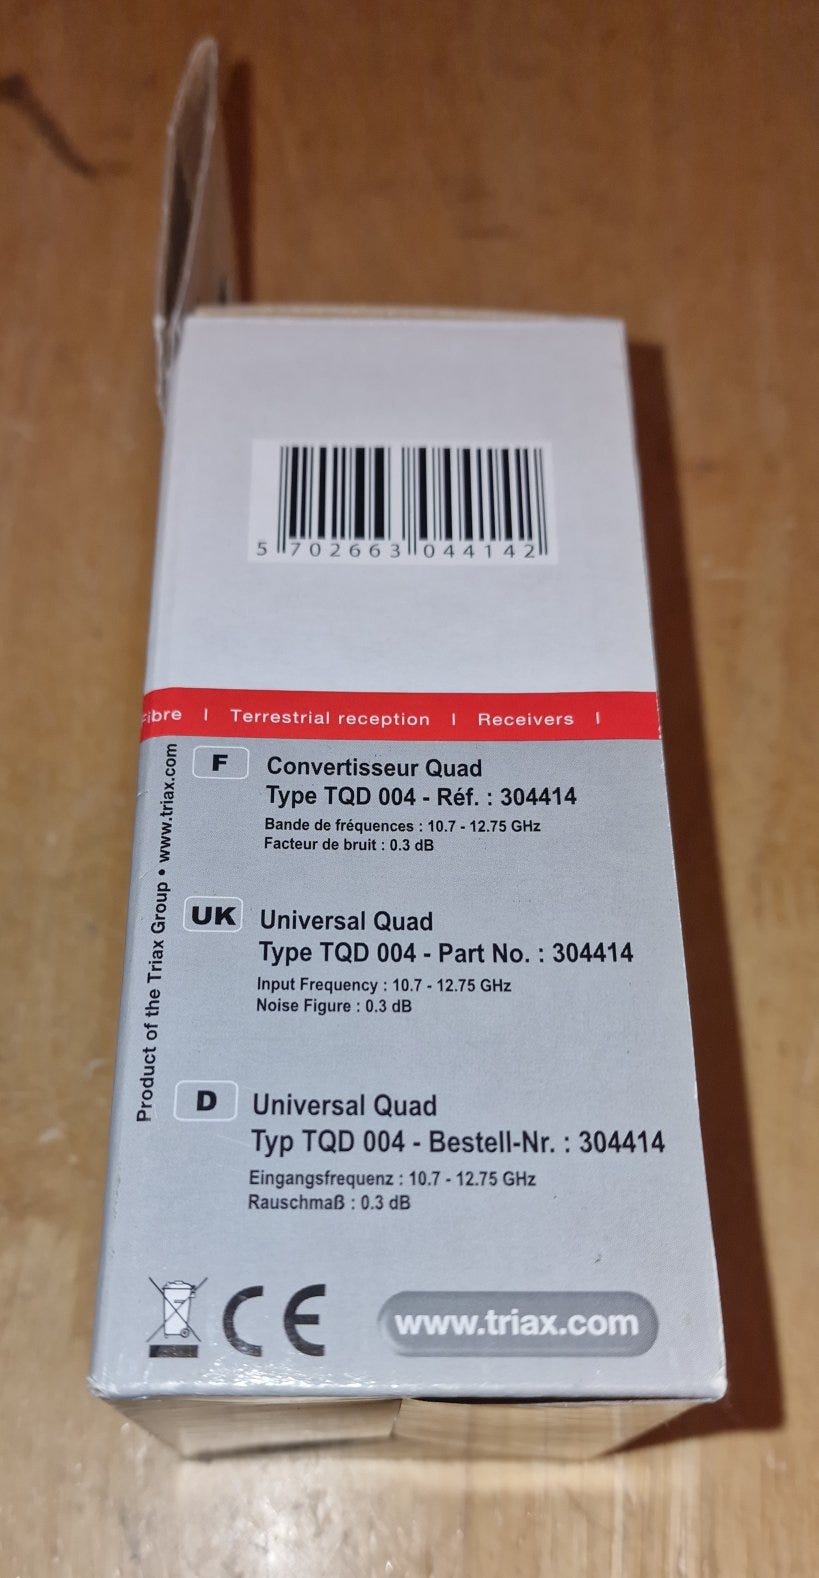 5 702663 044142
Fibre | Terrestrial reception | Receivers |
Product of the Triax Group • www.triax.com
F
Convertisseur Quad
Type TQD 004 - Réf. : 304414
Bande de fréquences : 10.7 - 12.75 GHz
Facteur de bruit : 0.3 dB
UK
Universal Quad
Type TQD 004 - Part No. : 304414
Input Frequency : 10.7 - 12.75 GHz
Noise Figure : 0.3 dB
D
Universal Quad
Typ TQD 004 - Bestell-Nr. : 304414
Eingangsfrequenz : 10.7 - 12.75 GHz
Rauschmaß : 0.3 dB
CE
www.triax.com